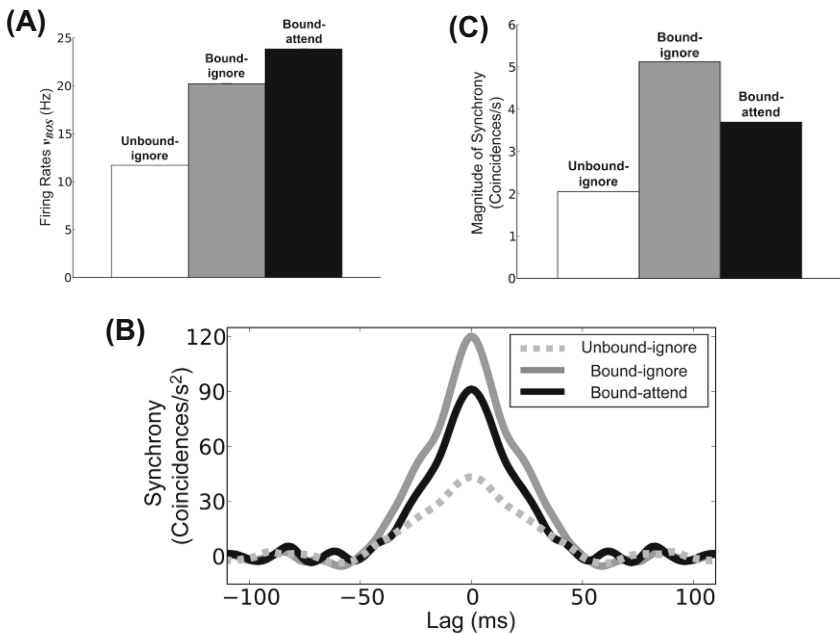 (A)
Firing Rates ν_BOS (Hz)
25
20
15
10
5
0
Unbound-
ignore
Bound-
ignore
Bound-
attend
(C)
Magnitude of Synchrony
(Coincidences/s)
6
5
4
3
2
1
0
Unbound-
ignore
Bound-
ignore
Bound-
attend
(B)
Synchrony
(Coincidences/s²)
120
90
60
30
0
Unbound-ignore
Bound-ignore
Bound-attend
−100
−50
0
50
100
Lag (ms)